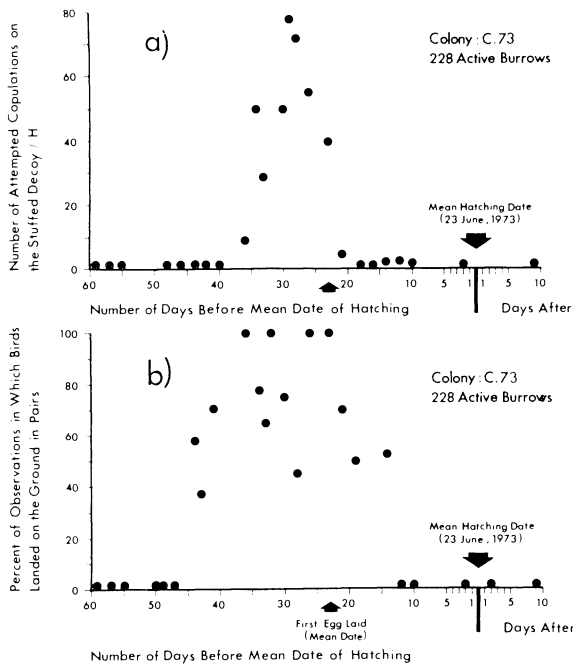 a)
Colony : C.73
228 Active Burrows
Number of Attempted Copulations on
the Stuffed Decoy / H
80
60
40
20
0
Mean Hatching Date
(23 June, 1973)
60 50 40 30 20 10 5 1 1 5 10
Number of Days Before Mean Date of Hatching
Days After
b)
Colony : C.73
228 Active Burrows
Percent of Observations in Which Birds
Landed on the Ground in Pairs
100
80
60
40
20
0
Mean Hatching Date
(23 June, 1973)
60 50 40 30 20 10 5 1 1 5 10
First Egg Laid
(Mean Date)
Days After
Number of Days Before Mean Date of Hatching